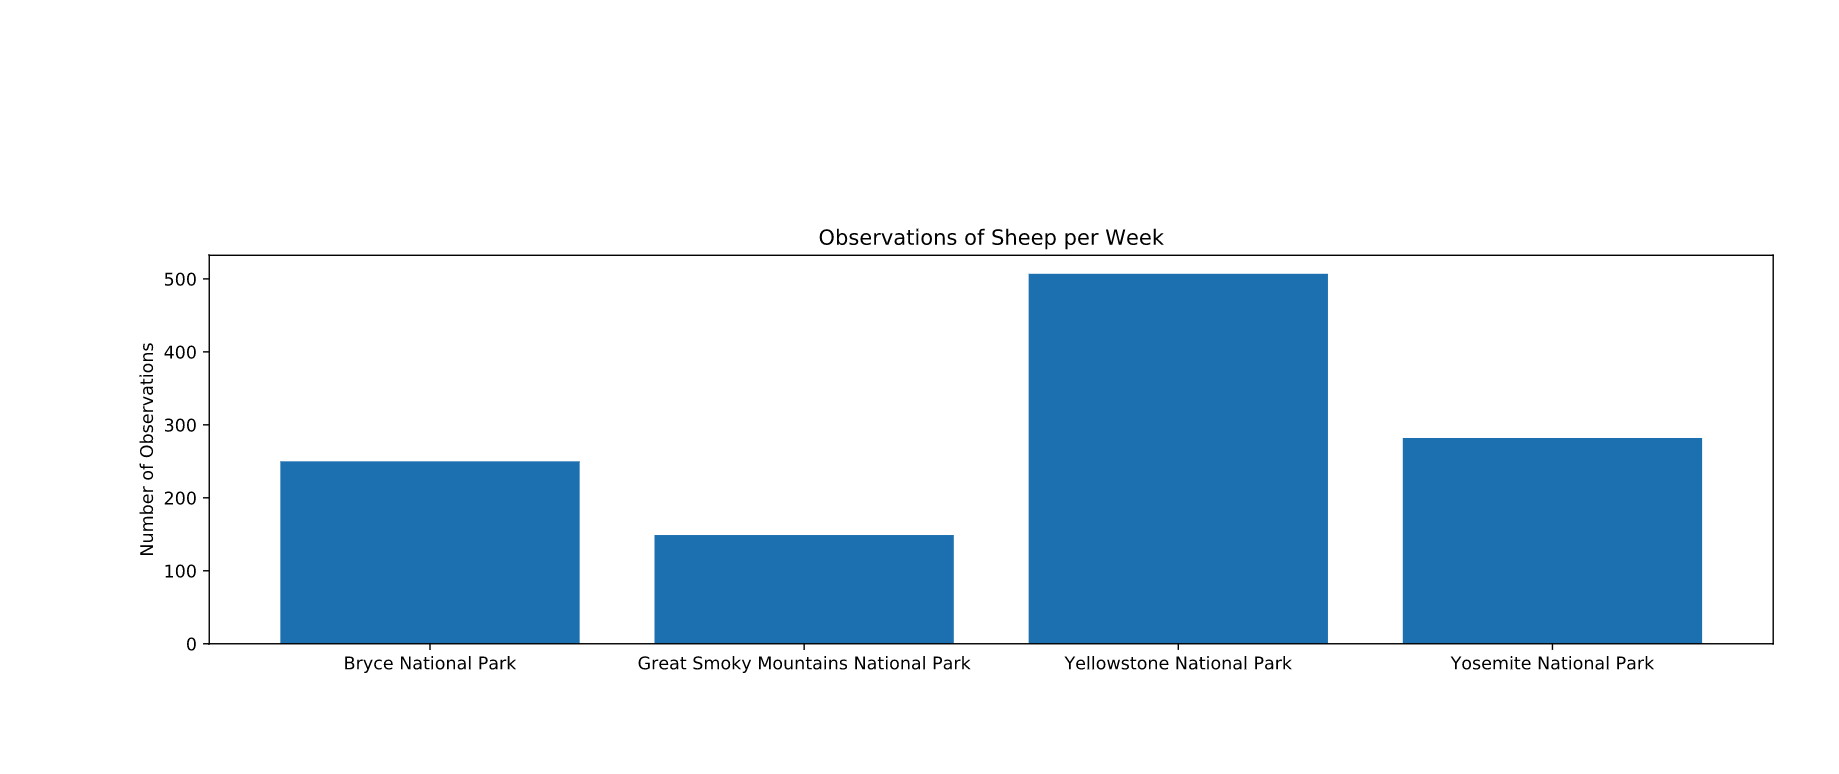 Observations of Sheep per Week
Number of Observations
500
400
300
200
100
0
Bryce National Park
Great Smoky Mountains National Park
Yellowstone National Park
Yosemite National Park